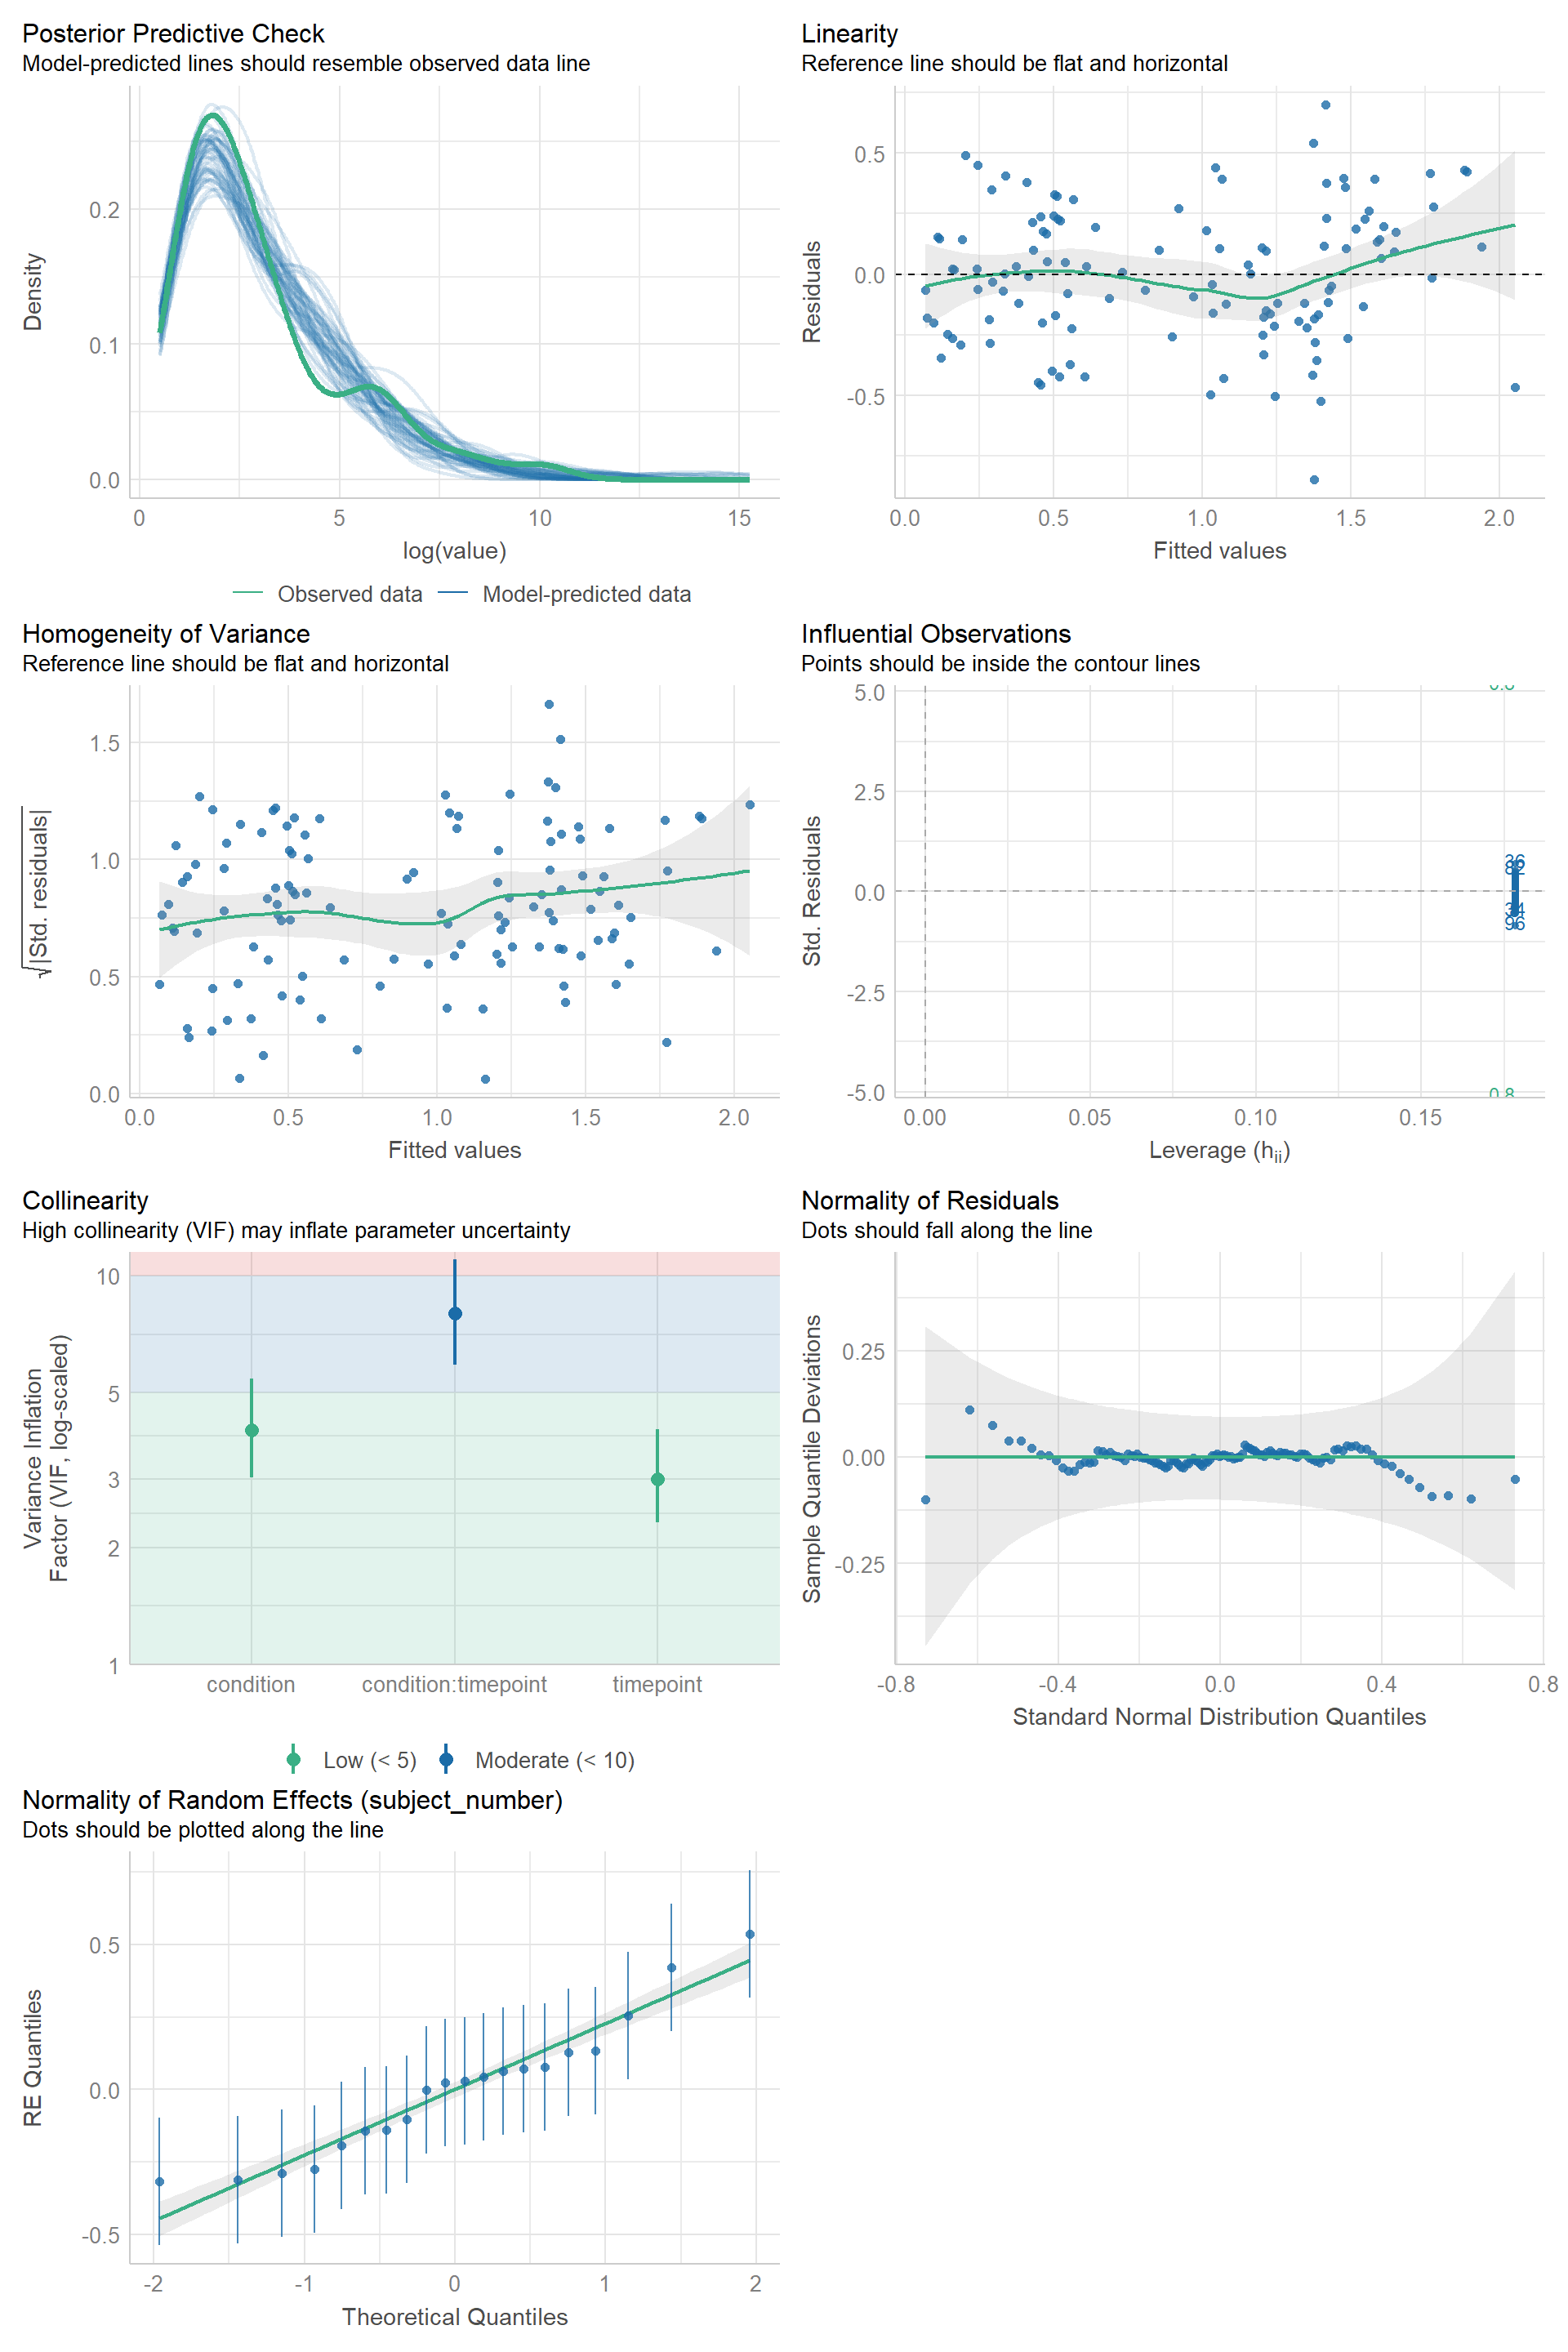 Posterior Predictive Check
Model-predicted lines should resemble observed data line
Density
0.2
0.1
0.0
0
5
10
15
log(value)
Observed data
Model-predicted data
Linearity
Reference line should be flat and horizontal
Residuals
0.5
0.0
-0.5
0.0
0.5
1.0
1.5
2.0
Fitted values
Homogeneity of Variance
Reference line should be flat and horizontal
√|Std. residuals|
1.5
1.0
0.5
0.0
0.0
0.5
1.0
1.5
2.0
Fitted values
Influential Observations
Points should be inside the contour lines
Std. Residuals
5.0
2.5
0.0
-2.5
-5.0
36
34
96
0.8
0.00
0.05
0.10
0.15
Leverage (hii)
Collinearity
High collinearity (VIF) may inflate parameter uncertainty
Variance Inflation
Factor (VIF, log-scaled)
10
5
3
2
1
condition
condition:timepoint
timepoint
Low (< 5)
Moderate (< 10)
Normality of Residuals
Dots should fall along the line
Sample Quantile Deviations
0.25
0.00
-0.25
-0.8
-0.4
0.0
0.4
0.8
Standard Normal Distribution Quantiles
Normality of Random Effects (subject_number)
Dots should be plotted along the line
RE Quantiles
0.5
0.0
-0.5
-2
-1
0
1
2
Theoretical Quantiles